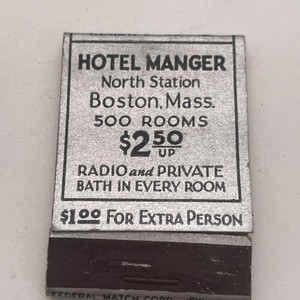 HOTEL MANGER
North Station
Boston, Mass.
500 ROOMS
$2.50 UP
RADIO and PRIVATE
BATH IN EVERY ROOM
$1.00 FOR EXTRA PERSON
FEDERAL MATCH CORP.